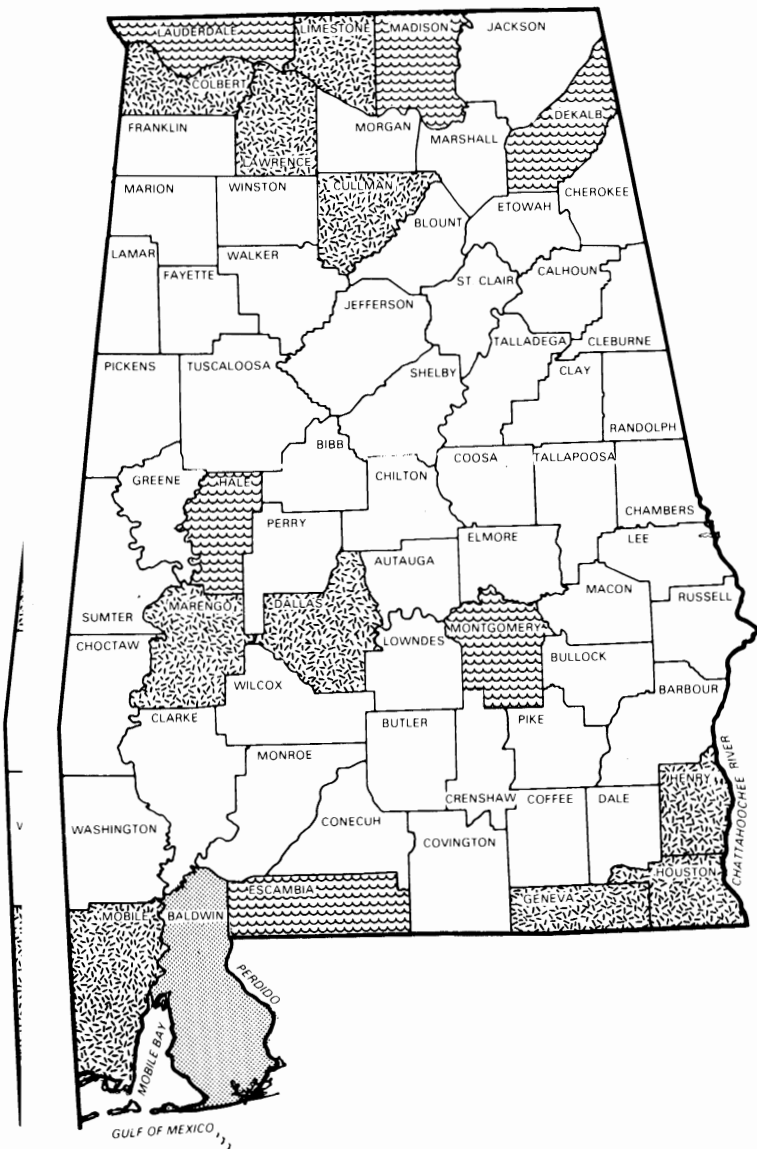 LAUDERDALE
LIMESTONE
MADISON
JACKSON
COLBERT
FRANKLIN
LAWRENCE
MORGAN
MARSHALL
DEKALB
MARION
WINSTON
CULLMAN
BLOUNT
ETOWAH
CHEROKEE
LAMAR
FAYETTE
WALKER
JEFFERSON
ST CLAIR
CALHOUN
PICKENS
TUSCALOOSA
SHELBY
TALLADEGA
CLEBURNE
CLAY
RANDOLPH
GREENE
HALE
BIBB
CHILTON
COOSA
TALLAPOOSA
CHAMBERS
PERRY
AUTAUGA
ELMORE
LEE
SUMTER
MARENGO
DALLAS
LOWNDES
MONTGOMERY
MACON
RUSSELL
CHOCTAW
WILCOX
BULLOCK
BARBOUR
CLARKE
BUTLER
PIKE
MONROE
CRENSHAW
COFFEE
DALE
HENRY
CHATTAHOOCHEE RIVER
WASHINGTON
CONECUH
COVINGTON
V
MOBILE
BALDWIN
ESCAMBIA
GENEVA
HOUSTON
PERDIDO
MOBILE BAY
GULF OF MEXICO